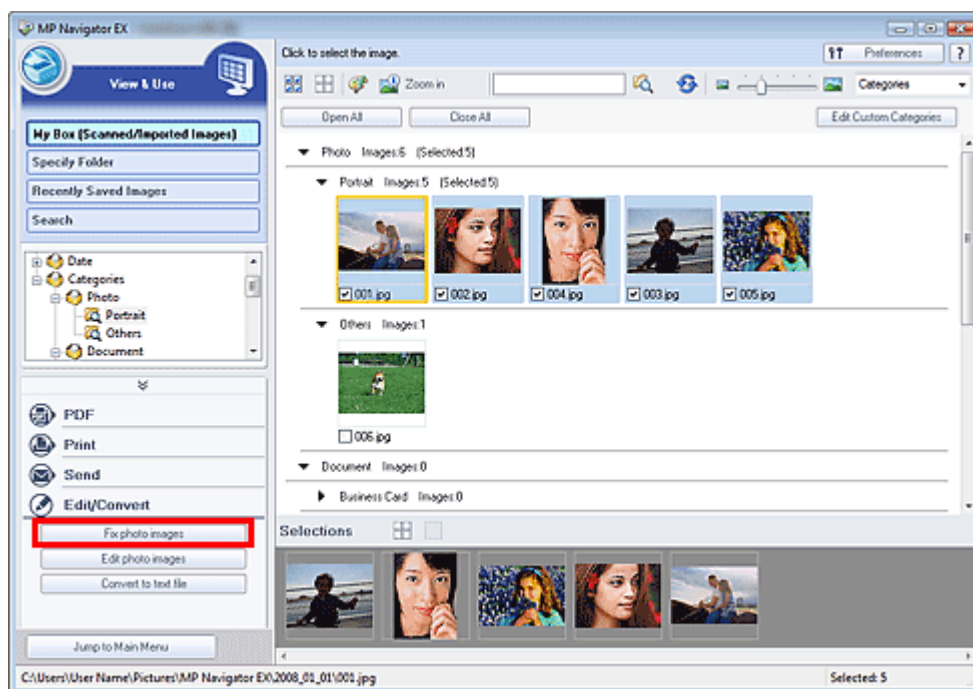 MP Navigator EX
View & Use
Click to select the image.
Preferences
?
Zoom in
Categories
My Box (Scanned/Imported Images)
Specify Folder
Recently Saved Images
Search
Open All
Close All
Edit Custom Categories
Photo Images:6 (Selected:5)
Portrait Images:5 (Selected:5)
001.jpg
002.jpg
004.jpg
003.jpg
005.jpg
Date
Categories
Photo
Portrait
Others
Document
Others Images:1
006.jpg
Document Images:0
Business Card Images:0
PDF
Print
Send
Edit/Convert
Fix photo images
Edit photo images
Convert to text file
Jump to Main Menu
Selections
C:\Users\User Name\Pictures\MP Navigator EX\2008_01_01\001.jpg
Selected: 5